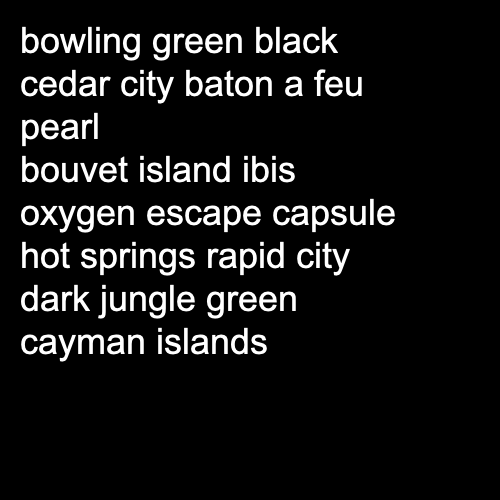 bowling green black
cedar city baton a feu
pearl
bouvet island ibis
oxygen escape capsule
hot springs rapid city
dark jungle green
cayman islands